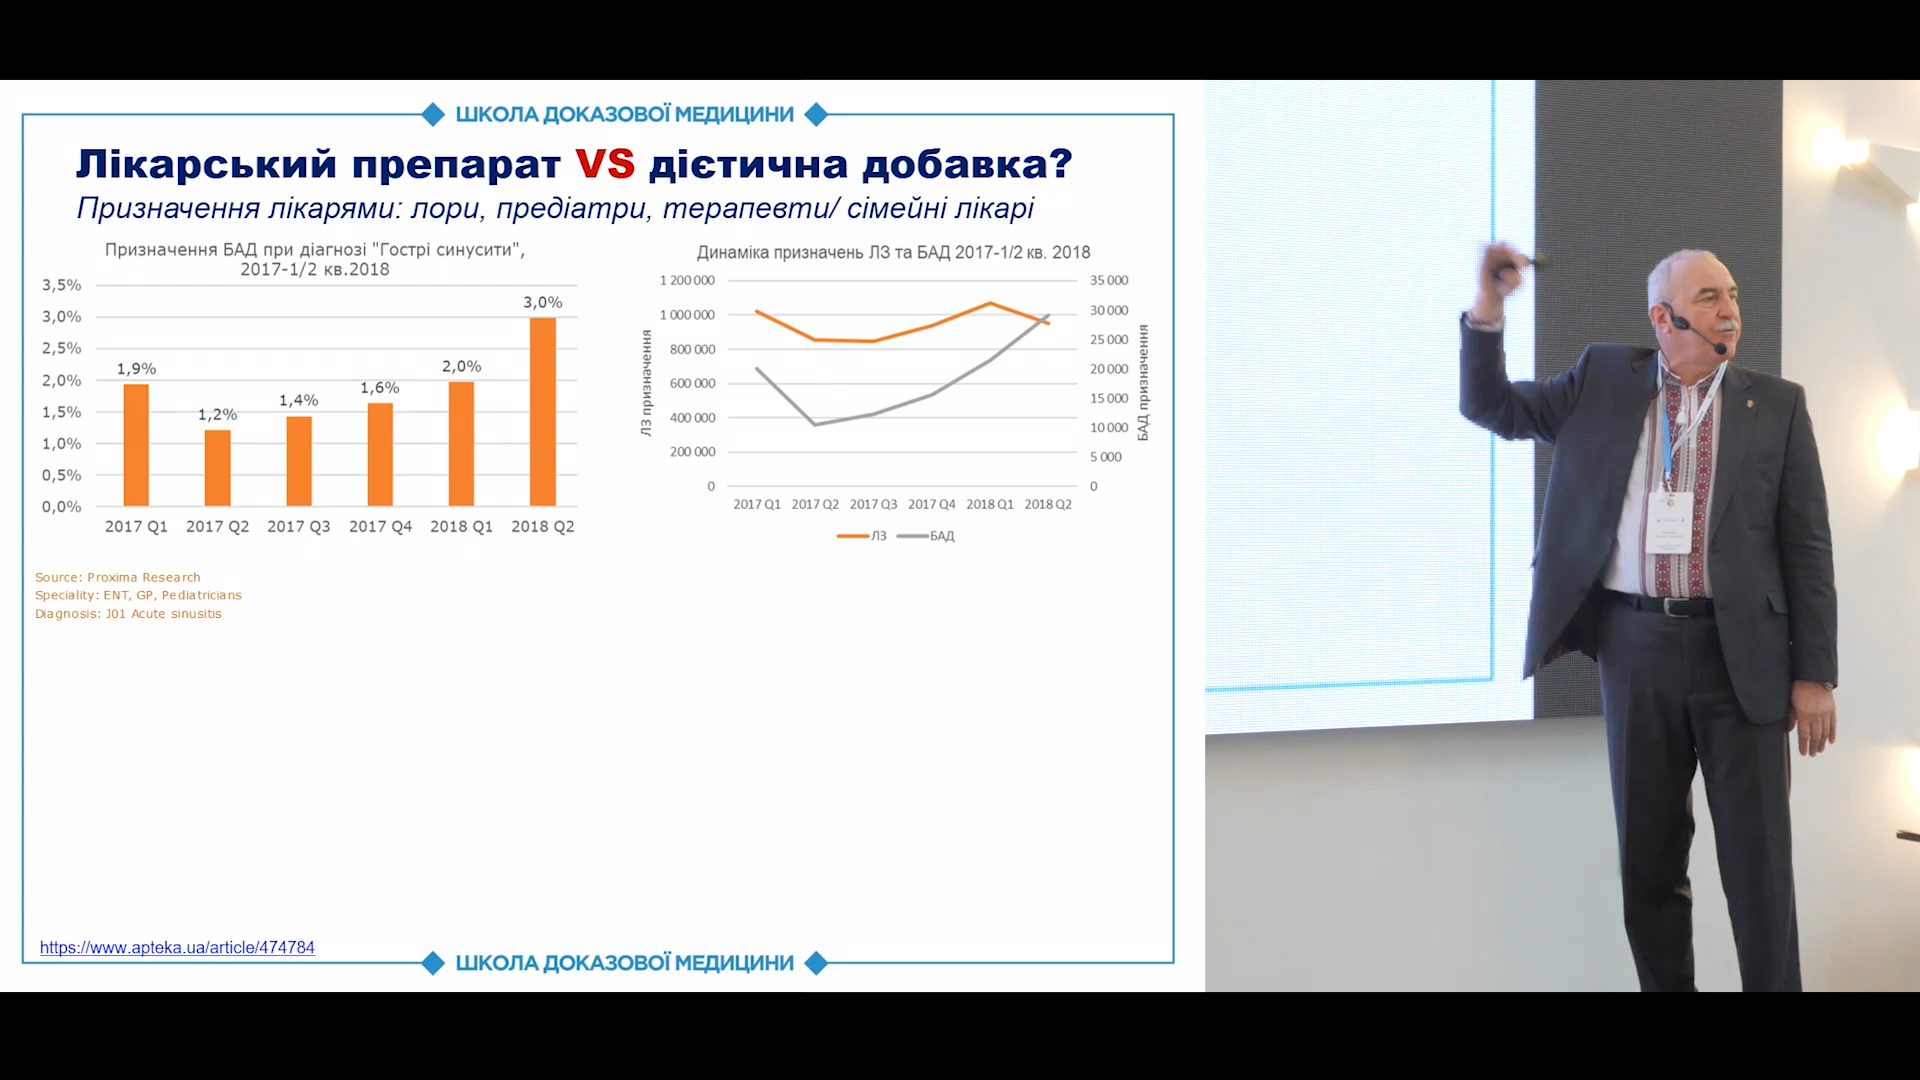 ШКОЛА ДОКАЗОВОЇ МЕДИЦИНИ
Лікарський препарат VS дієтична добавка?
Призначення лікарями: лори, предіатри, терапевти/ сімейні лікарі
Призначення БАД при діагнозі "Гострі синусити",
2017-1/2 кв.2018
3,5%
3,0%
2,5%
2,0%
1,5%
1,0%
0,5%
0,0%
1,9%
1,2%
1,4%
1,6%
2,0%
3,0%
2017 Q1 2017 Q2 2017 Q3 2017 Q4 2018 Q1 2018 Q2
Динаміка призначень ЛЗ та БАД 2017-1/2 кв. 2018
ЛЗ призначення
1 200 000
1 000 000
800 000
600 000
400 000
200 000
0
35 000
30 000
25 000
20 000
15 000
10 000
5 000
0
БАД призначення
2017 Q1 2017 Q2 2017 Q3 2017 Q4 2018 Q1 2018 Q2
ЛЗ БАД
Source: Proxima Research
Speciality: ENT, GP, Pediatricians
Diagnosis: J01 Acute sinusitis
https://www.apteka.ua/article/474784
ШКОЛА ДОКАЗОВОЇ МЕДИЦИНИ